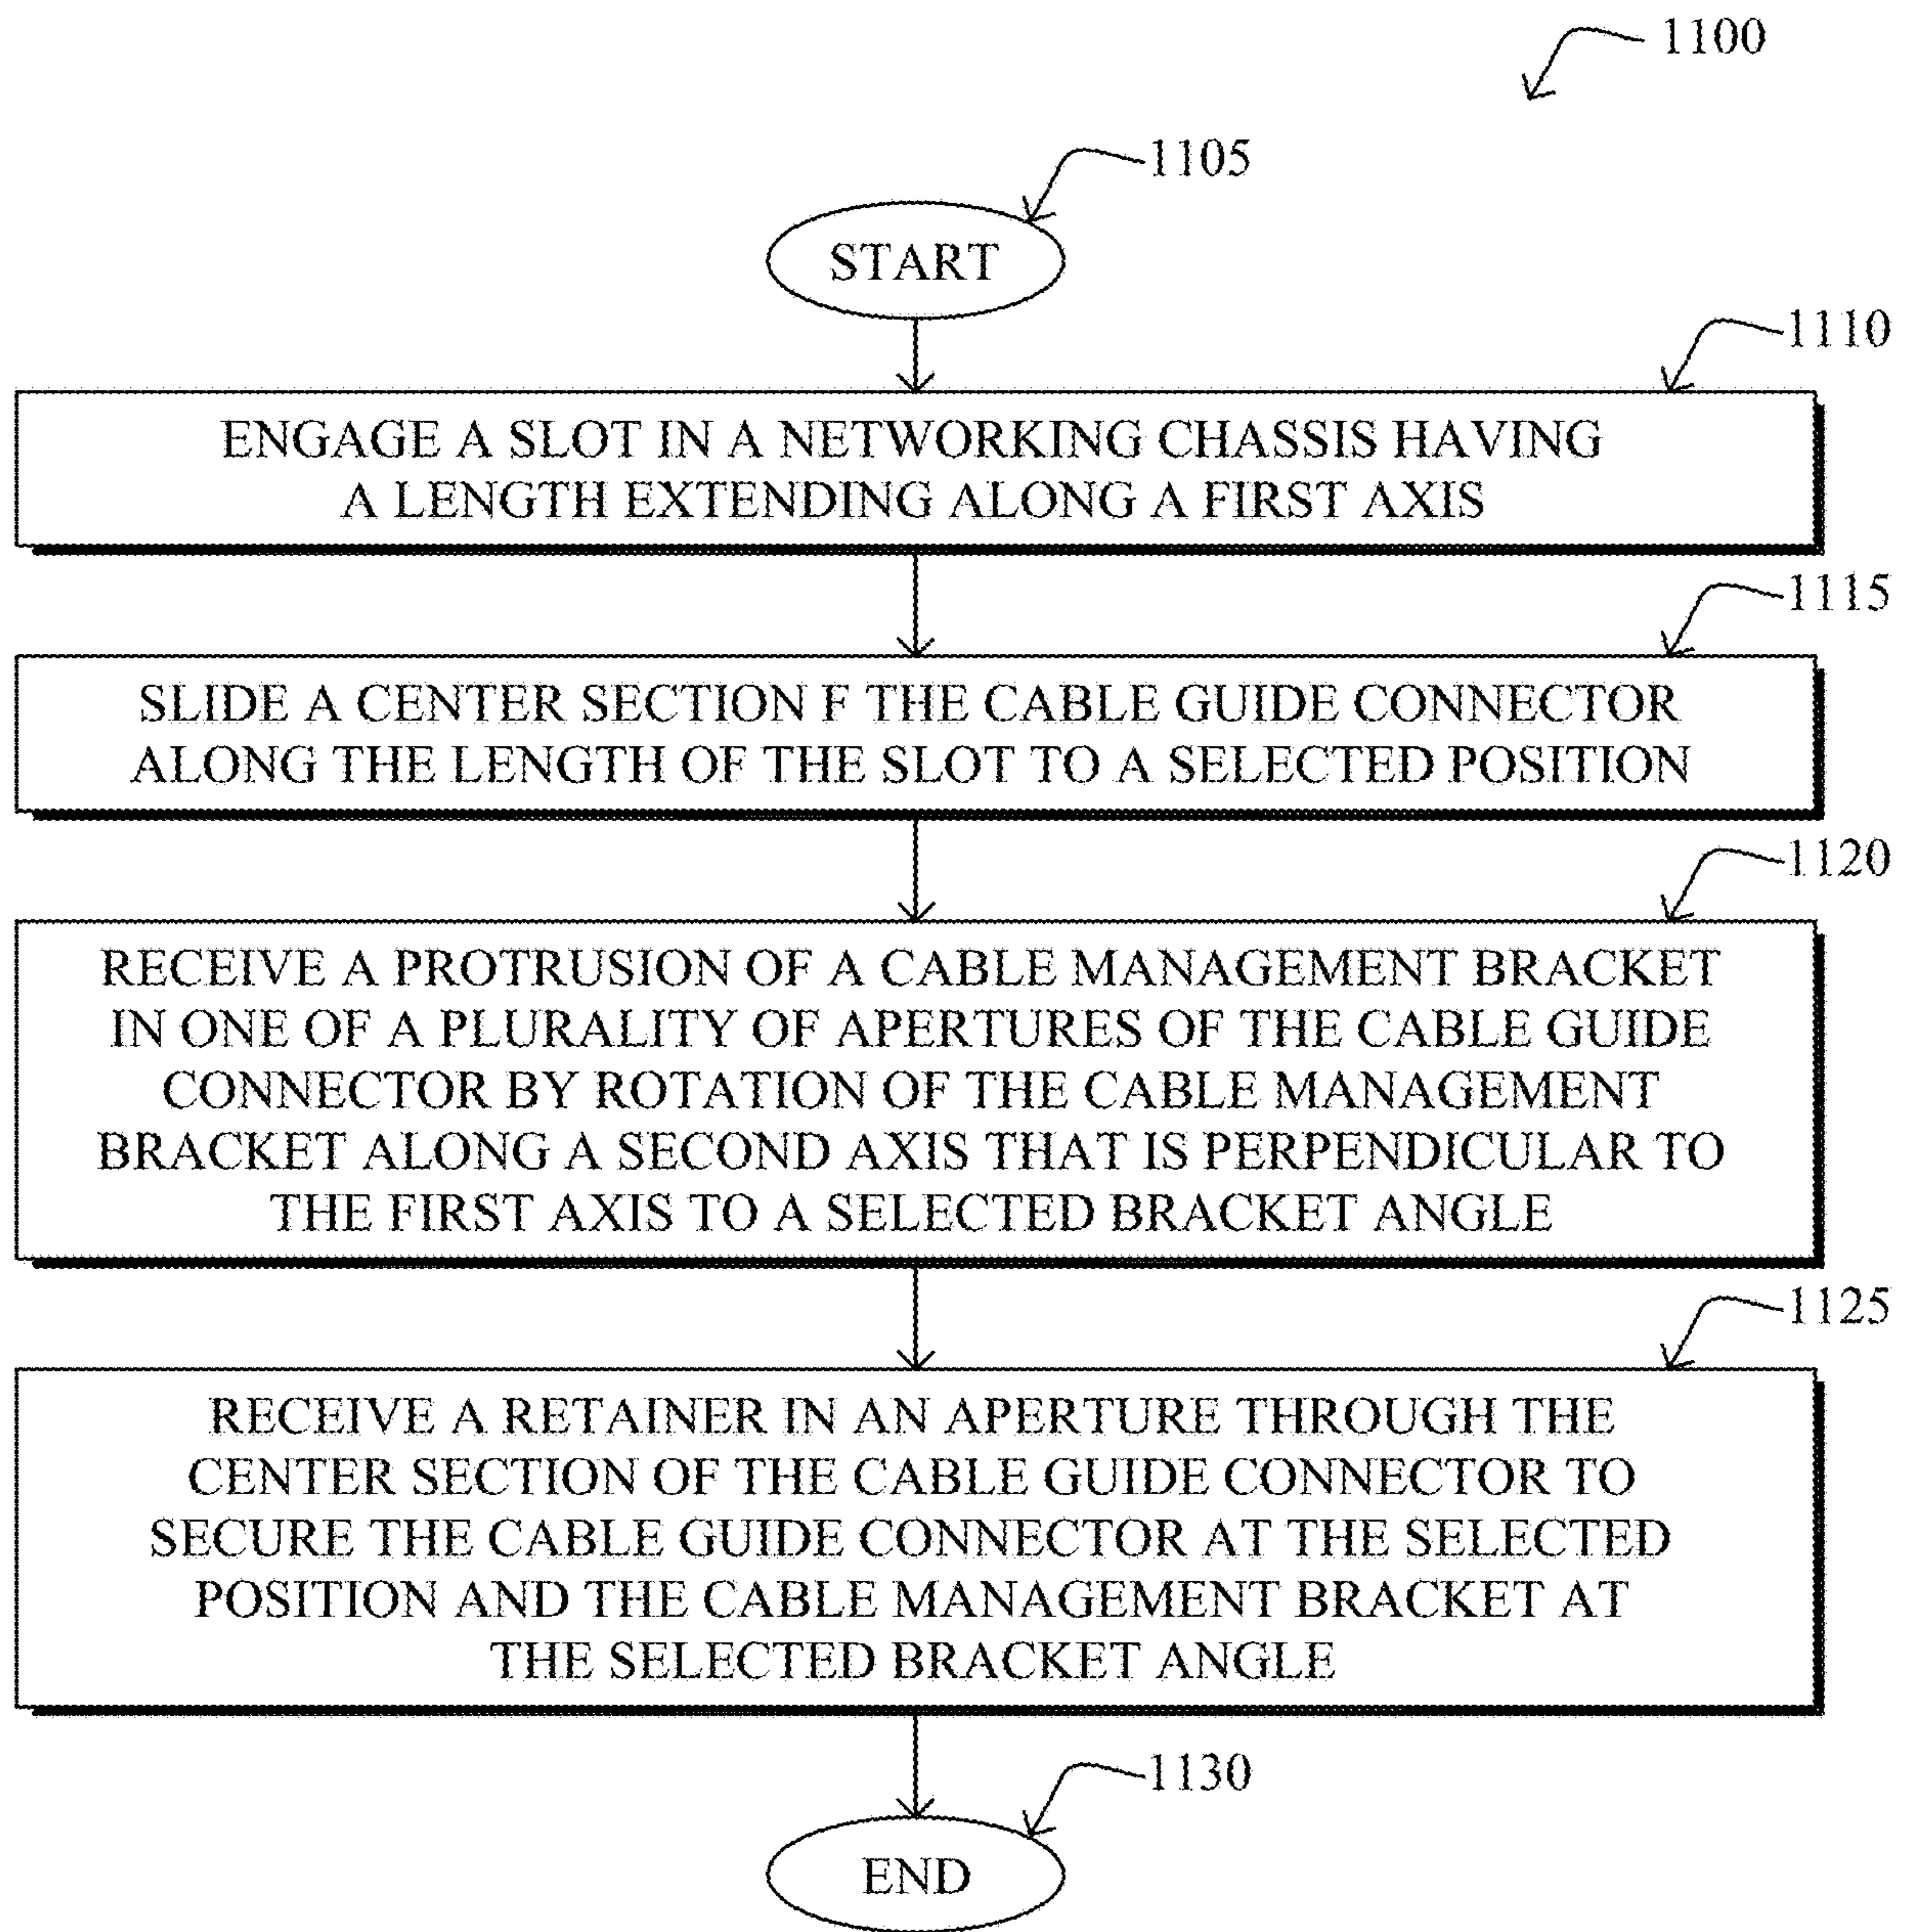 1100
1105
START
1110
ENGAGE A SLOT IN A NETWORKING CHASSIS HAVING
A LENGTH EXTENDING ALONG A FIRST AXIS
1115
SLIDE A CENTER SECTION F THE CABLE GUIDE CONNECTOR
ALONG THE LENGTH OF THE SLOT TO A SELECTED POSITION
1120
RECEIVE A PROTRUSION OF A CABLE MANAGEMENT BRACKET
IN ONE OF A PLURALITY OF APERTURES OF THE CABLE GUIDE
CONNECTOR BY ROTATION OF THE CABLE MANAGEMENT
BRACKET ALONG A SECOND AXIS THAT IS PERPENDICULAR TO
THE FIRST AXIS TO A SELECTED BRACKET ANGLE
1125
RECEIVE A RETAINER IN AN APERTURE THROUGH THE
CENTER SECTION OF THE CABLE GUIDE CONNECTOR TO
SECURE THE CABLE GUIDE CONNECTOR AT THE SELECTED
POSITION AND THE CABLE MANAGEMENT BRACKET AT
THE SELECTED BRACKET ANGLE
1130
END